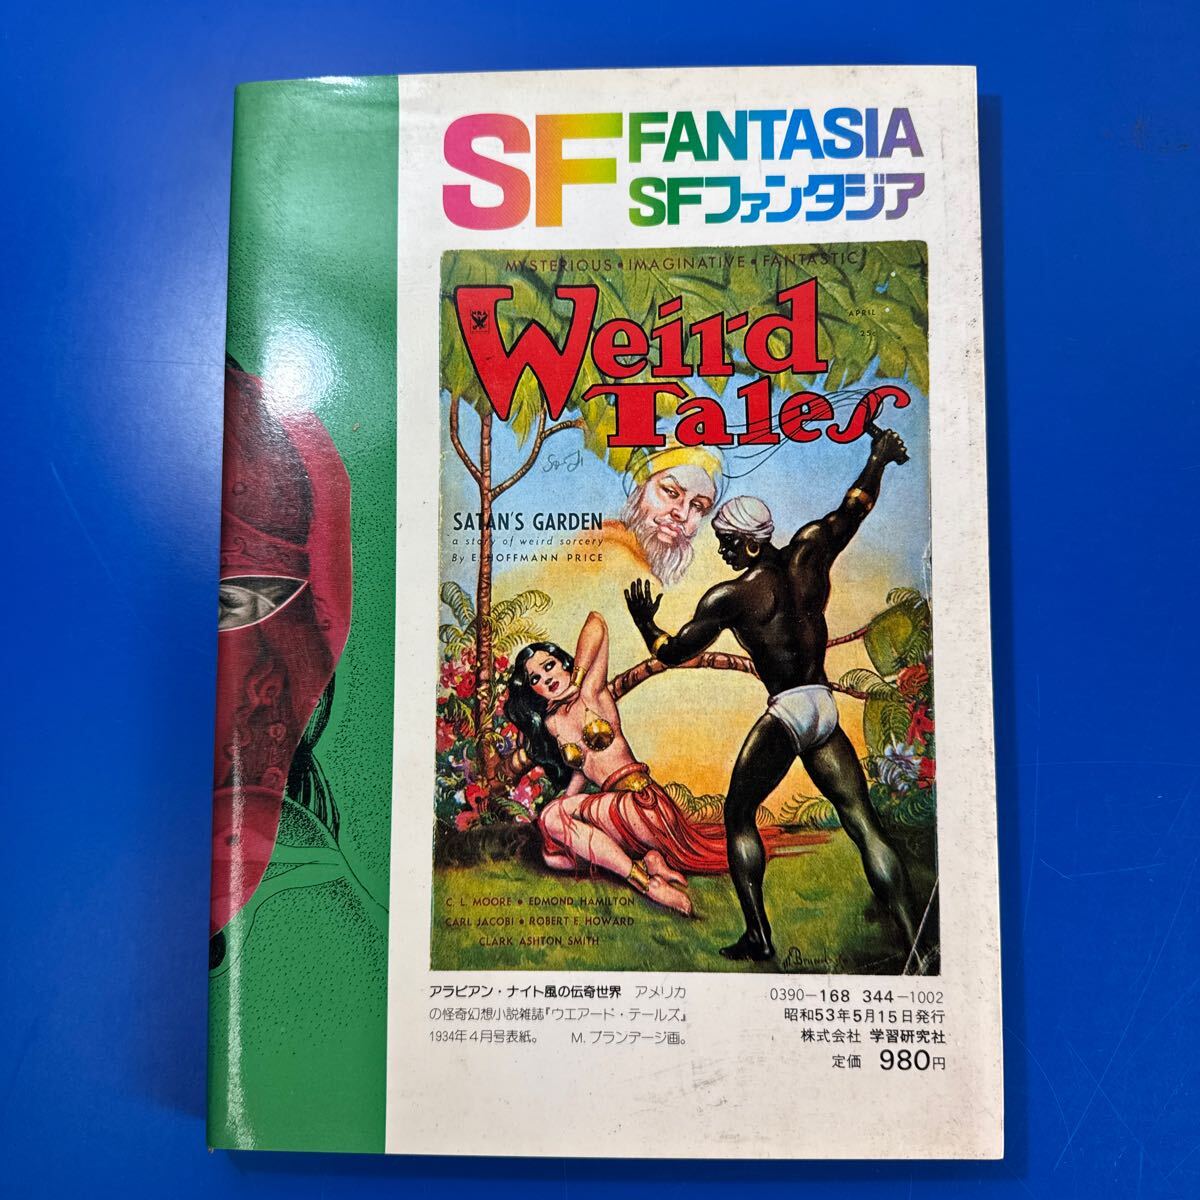 SF FANTASIA
SFファンタジア
MYSTERIOUS • IMAGINATIVE • FANTASTIC
Weird
Tales
APRIL
25c
NRA
SATAN'S GARDEN
a story of weird sorcery
By E. HOFFMANN PRICE
C. L. MOORE • EDMOND HAMILTON
CARL JACOBI • ROBERT E. HOWARD
CLARK ASHTON SMITH
アラビアン・ナイト風の伝奇世界 アメリカ
の怪奇幻想小説雑誌『ウエアード・テールズ』
1934年4月号表紙。 M. ブランデージ画。
0390-168 344-1002
昭和53年5月15日発行
株式会社 学習研究社
定価 980円